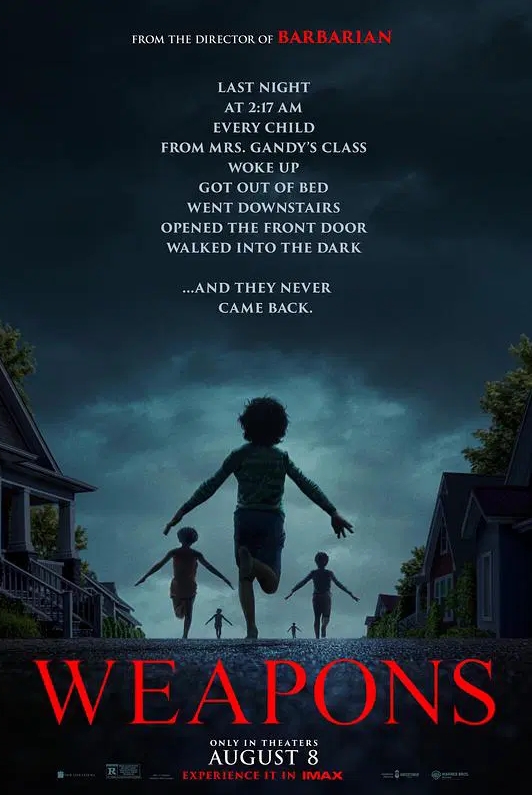 FROM THE DIRECTOR OF BARBARIAN
LAST NIGHT
AT 2:17 AM
EVERY CHILD
FROM MRS. GANDY'S CLASS
WOKE UP
GOT OUT OF BED
WENT DOWNSTAIRS
OPENED THE FRONT DOOR
WALKED INTO THE DARK
...AND THEY NEVER
CAME BACK.
WEAPONS
ONLY IN THEATERS
AUGUST 8
EXPERIENCE IT IN IMAX
R